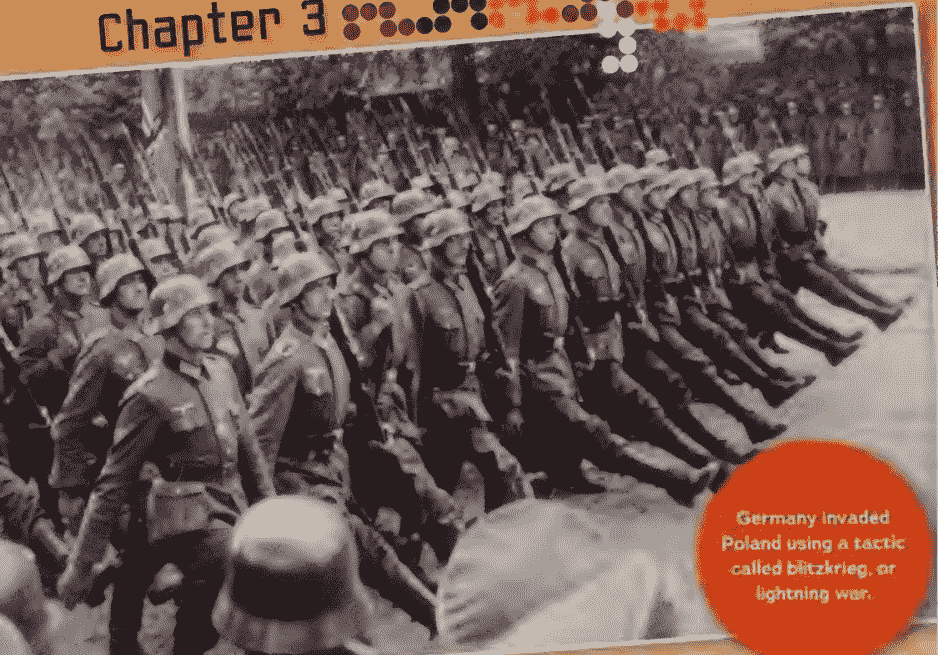 Chapter 3
Germany invaded
Poland using a tactic
called blitzkrieg, or
lightning war.